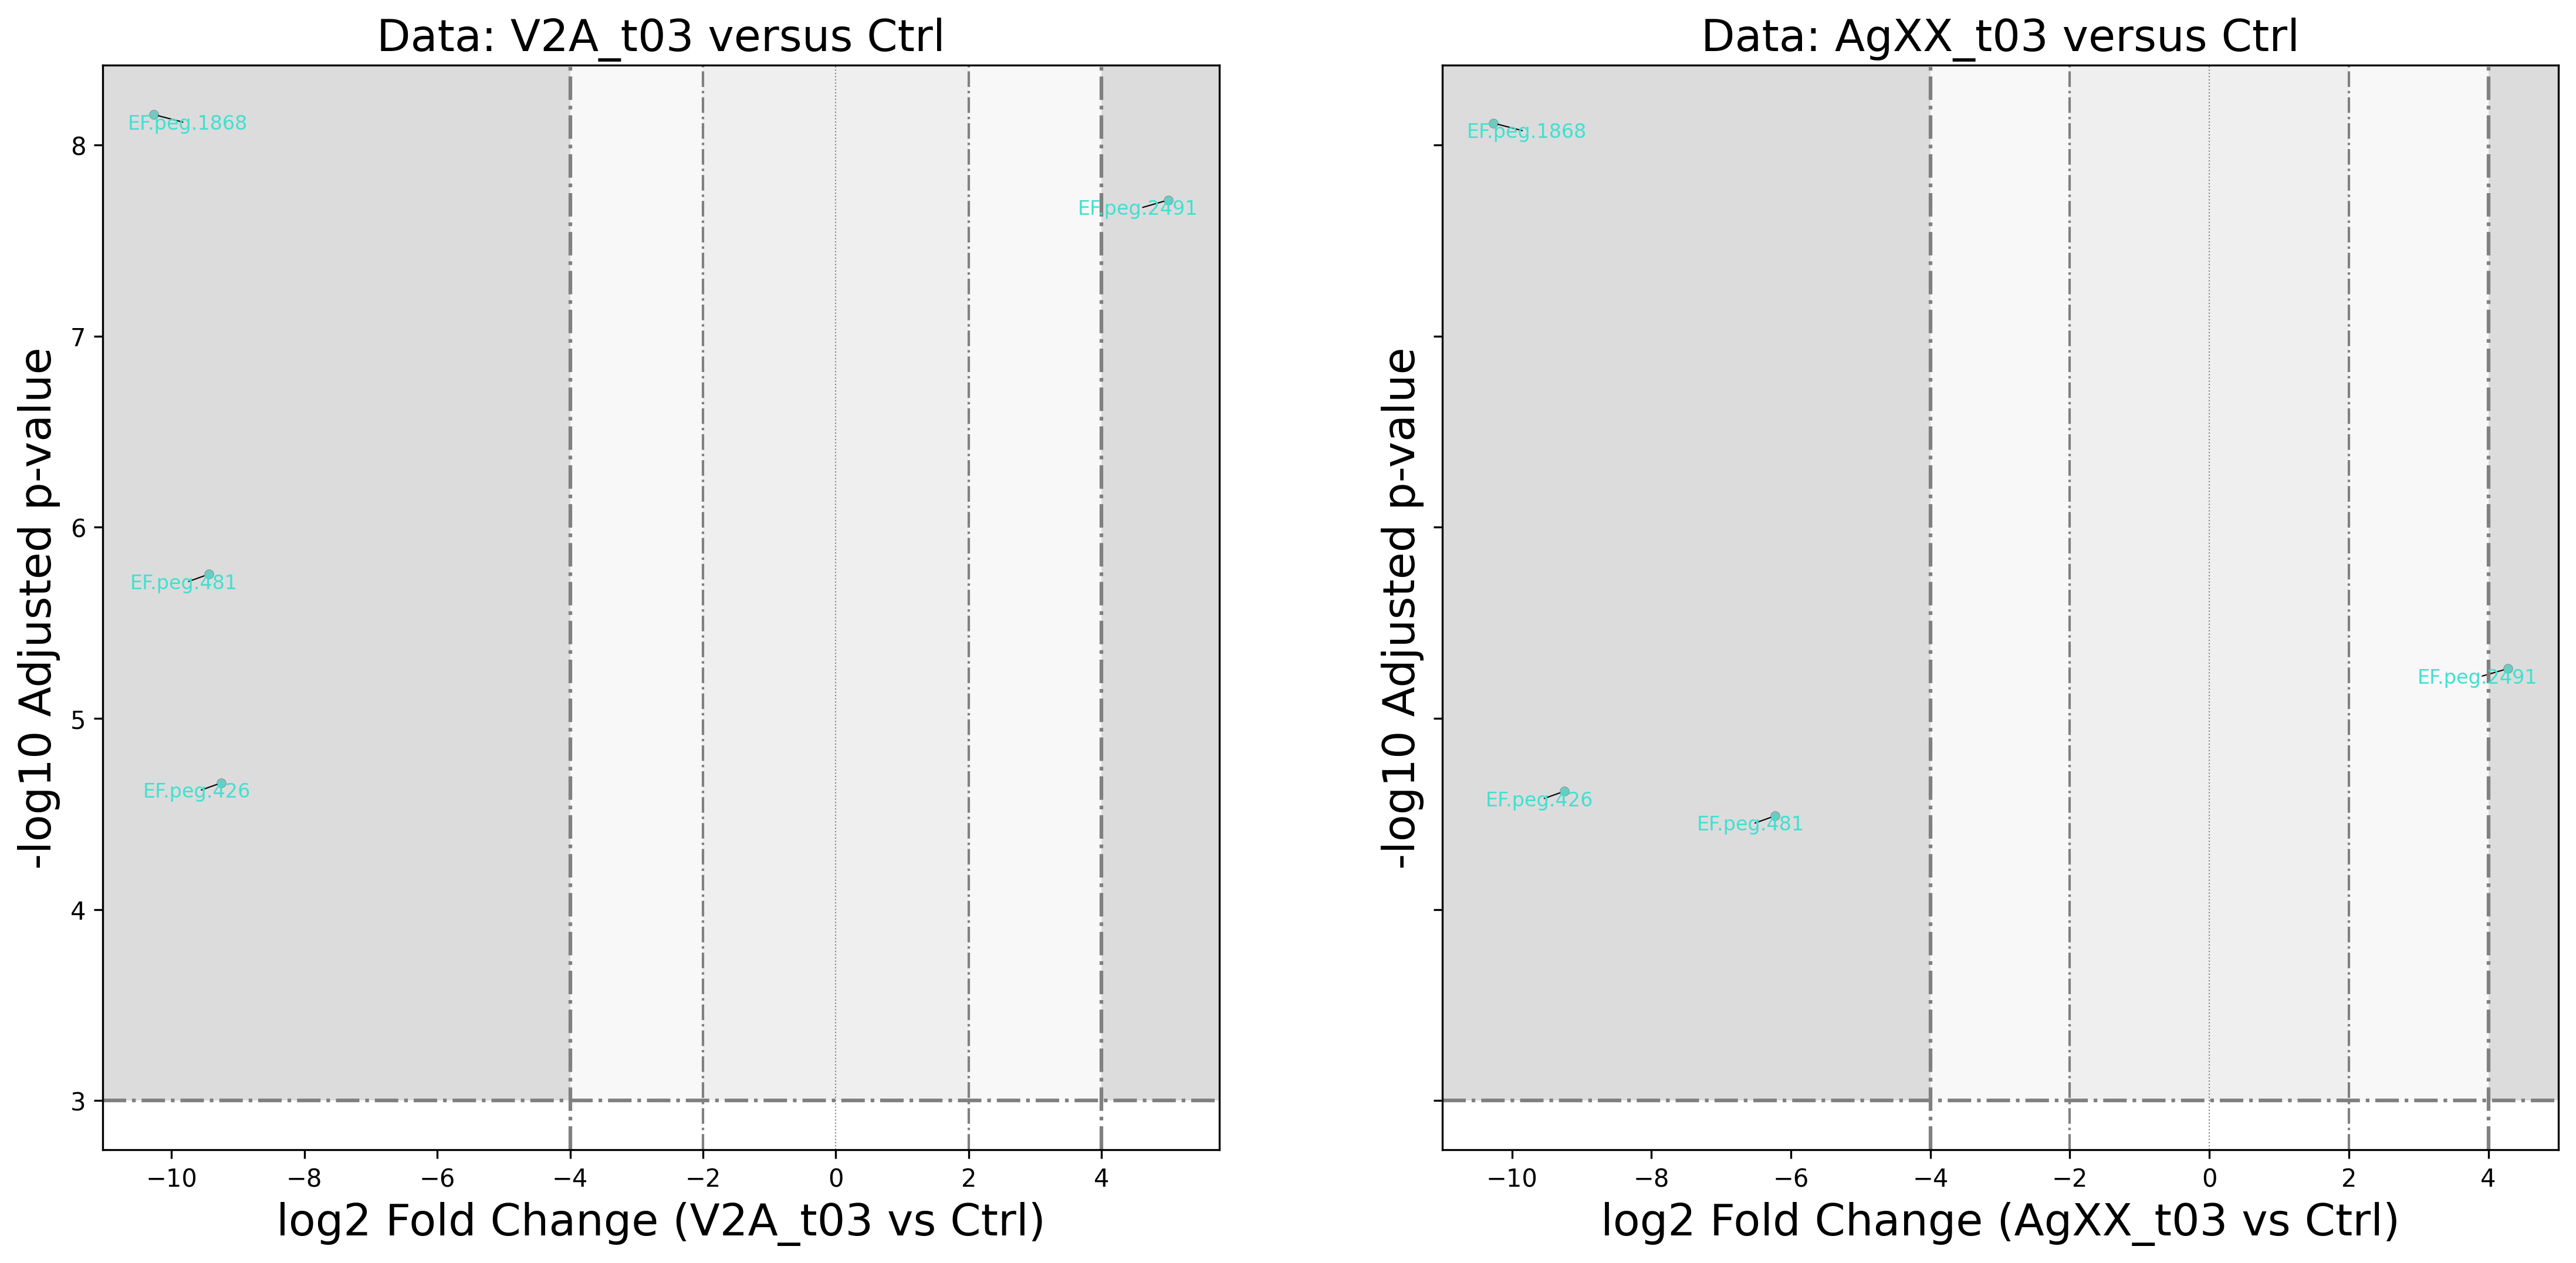 Data: V2A_t03 versus Ctrl
-log10 Adjusted p-value
8
7
6
5
4
3
EF.peg.1868
EF.peg.2491
EF.peg.481
EF.peg.426
−10 −8 −6 −4 −2 0 2 4
log2 Fold Change (V2A_t03 vs Ctrl)
Data: AgXX_t03 versus Ctrl
-log10 Adjusted p-value
EF.peg.1868
EF.peg.2491
EF.peg.426
EF.peg.481
−10 −8 −6 −4 −2 0 2 4
log2 Fold Change (AgXX_t03 vs Ctrl)